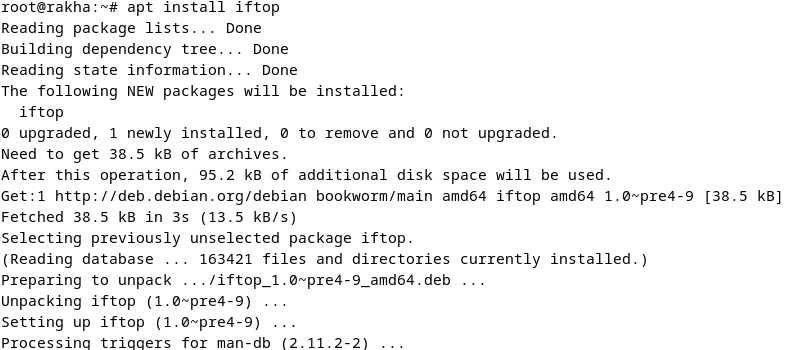 root@rakha:~# apt install iftop
Reading package lists... Done
Building dependency tree... Done
Reading state information... Done
The following NEW packages will be installed:
  iftop
0 upgraded, 1 newly installed, 0 to remove and 0 not upgraded.
Need to get 38.5 kB of archives.
After this operation, 95.2 kB of additional disk space will be used.
Get:1 http://deb.debian.org/debian bookworm/main amd64 iftop amd64 1.0~pre4-9 [38.5 kB]
Fetched 38.5 kB in 3s (13.5 kB/s)
Selecting previously unselected package iftop.
(Reading database ... 163421 files and directories currently installed.)
Preparing to unpack .../iftop_1.0~pre4-9_amd64.deb ...
Unpacking iftop (1.0~pre4-9) ...
Setting up iftop (1.0~pre4-9) ...
Processing triggers for man-db (2.11.2-2) ...